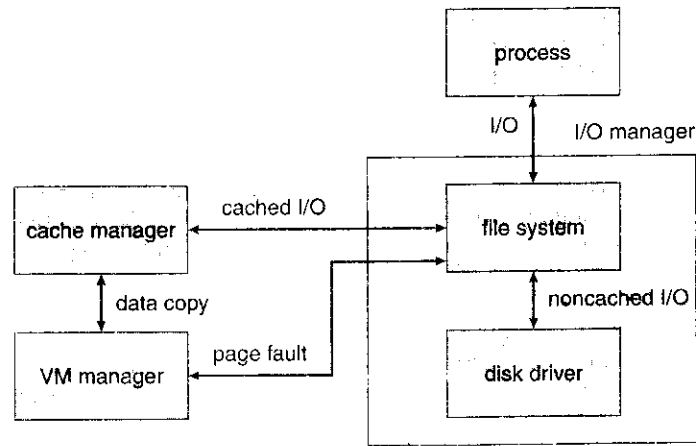 process
I/O
I/O manager
cached I/O
cache manager
file system
data copy
noncached I/O
page fault
VM manager
disk driver